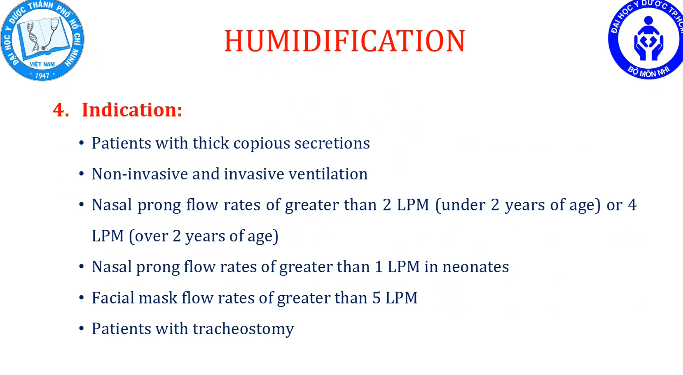 ĐẠI HỌC Y DƯỢC THÀNH PHỐ HỒ CHÍ MINH
VIỆT NAM
1947
ĐẠI HỌC Y DƯỢC TP.HCM
BỘ MÔN NHI
HUMIDIFICATION
4. Indication:
• Patients with thick copious secretions
• Non-invasive and invasive ventilation
• Nasal prong flow rates of greater than 2 LPM (under 2 years of age) or 4
LPM (over 2 years of age)
• Nasal prong flow rates of greater than 1 LPM in neonates
• Facial mask flow rates of greater than 5 LPM
• Patients with tracheostomy